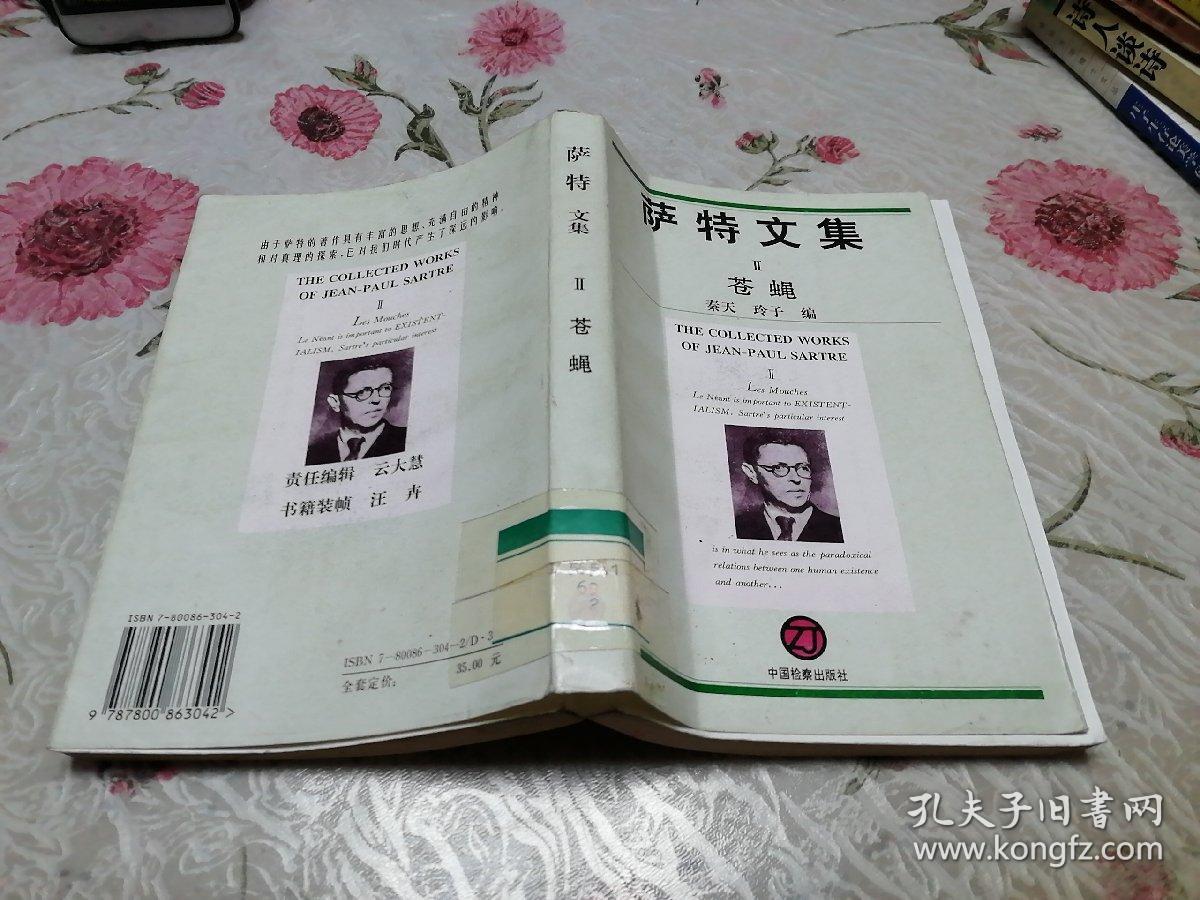 由于萨特的著作具有丰富的思想、充满自由的精神
和对真理的探索,已对我们时代产生了深远的影响。
THE COLLECTED WORKS
OF JEAN-PAUL SARTRE
II
Les Mouches
Le Néant is important to EXISTENT-
IALISM. Sartre's particular interest
责任编辑 云大慧
书籍装帧 汪卉
ISBN 7-80086-304-2
9 787800 863042 >
ISBN 7-80086-304-2/D·3
全套定价: 35.00 元
萨特 文集 II 苍蝇
萨特文集
II
苍蝇
秦天 玲子 编
THE COLLECTED WORKS
OF JEAN-PAUL SARTRE
II
Les Mouches
Le Néant is important to EXISTENT-
IALISM. Sartre's particular interest
is in what he sees as the paradoxical
relations between one human existence
and another...
ZJ
中国检察出版社
诗人谈诗
孔夫子旧书网
www.kongfz.com